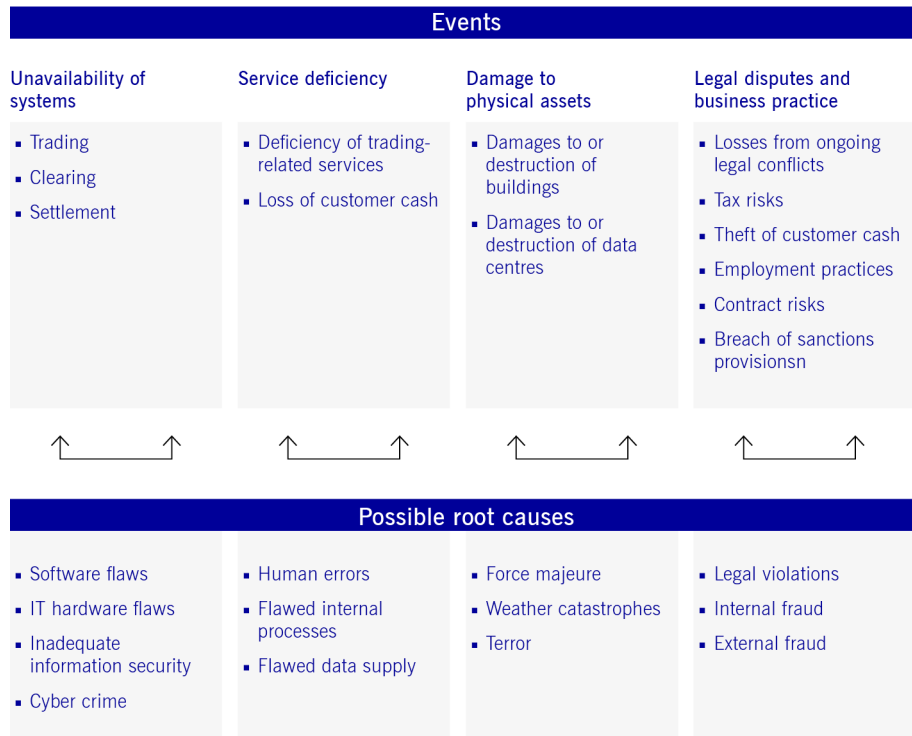 Events
Unavailability of
systems
Trading
Clearing
Settlement
Service deficiency
Deficiency of trading-
related services
Loss of customer cash
Damage to
physical assets
Damages to or
destruction of
buildings
Damages to or
destruction of data
centres
Legal disputes and
business practice
Losses from ongoing
legal conflicts
Tax risks
Theft of customer cash
Employment practices
Contract risks
Breach of sanctions
provisionsn
Possible root causes
Software flaws
IT hardware flaws
Inadequate
information security
Cyber crime
Human errors
Flawed internal
processes
Flawed data supply
Force majeure
Weather catastrophes
Terror
Legal violations
Internal fraud
External fraud